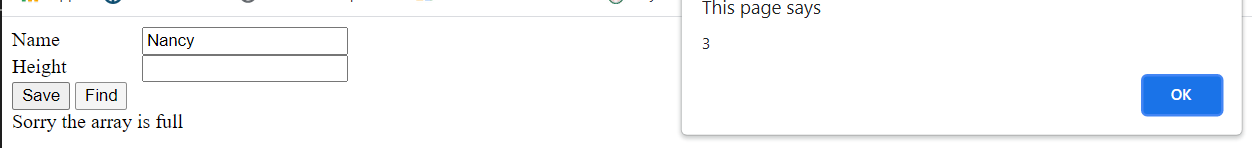 Name Nancy
Height
Save Find
Sorry the array is full
This page says
3
OK